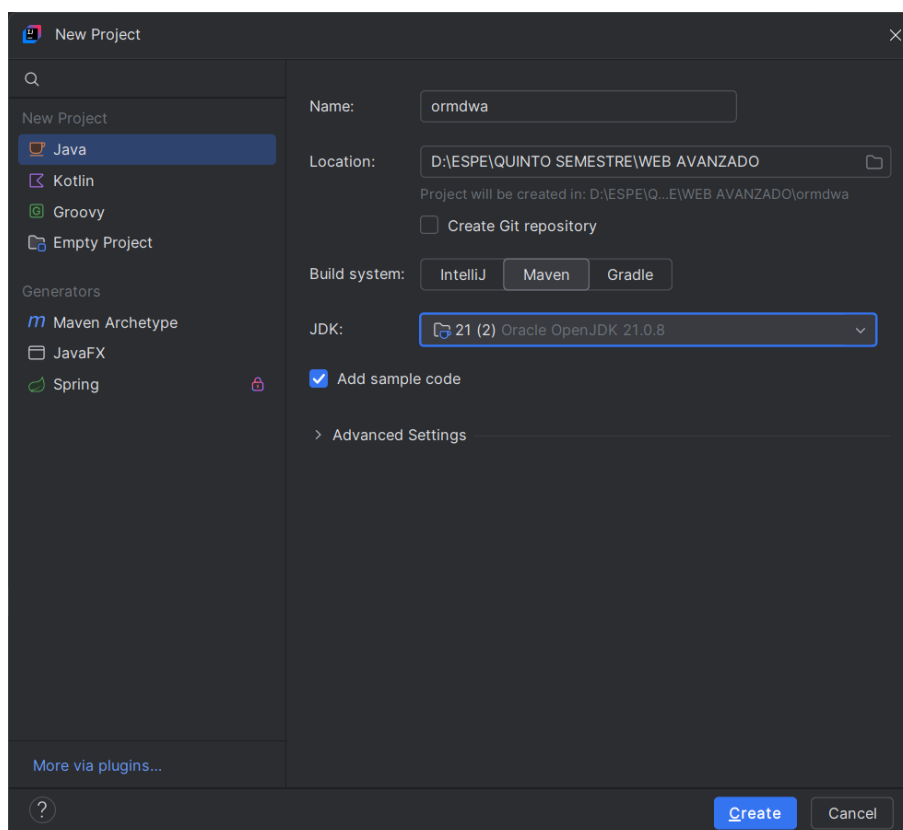 New Project
New Project
Java
Kotlin
Groovy
Empty Project
Generators
Maven Archetype
JavaFX
Spring
More via plugins...
Name: ormdwa
Location: D:\ESPE\QUINTO SEMESTRE\WEB AVANZADO
Project will be created in: D:\ESPE\Q...E\WEB AVANZADO\ormdwa
Create Git repository
Build system: IntelliJ Maven Gradle
JDK: 21 (2) Oracle OpenJDK 21.0.8
Add sample code
Advanced Settings
? Create Cancel